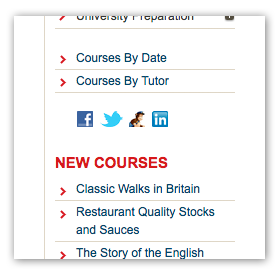 University Preparation
Courses By Date
Courses By Tutor
NEW COURSES
Classic Walks in Britain
Restaurant Quality Stocks
and Sauces
The Story of the English